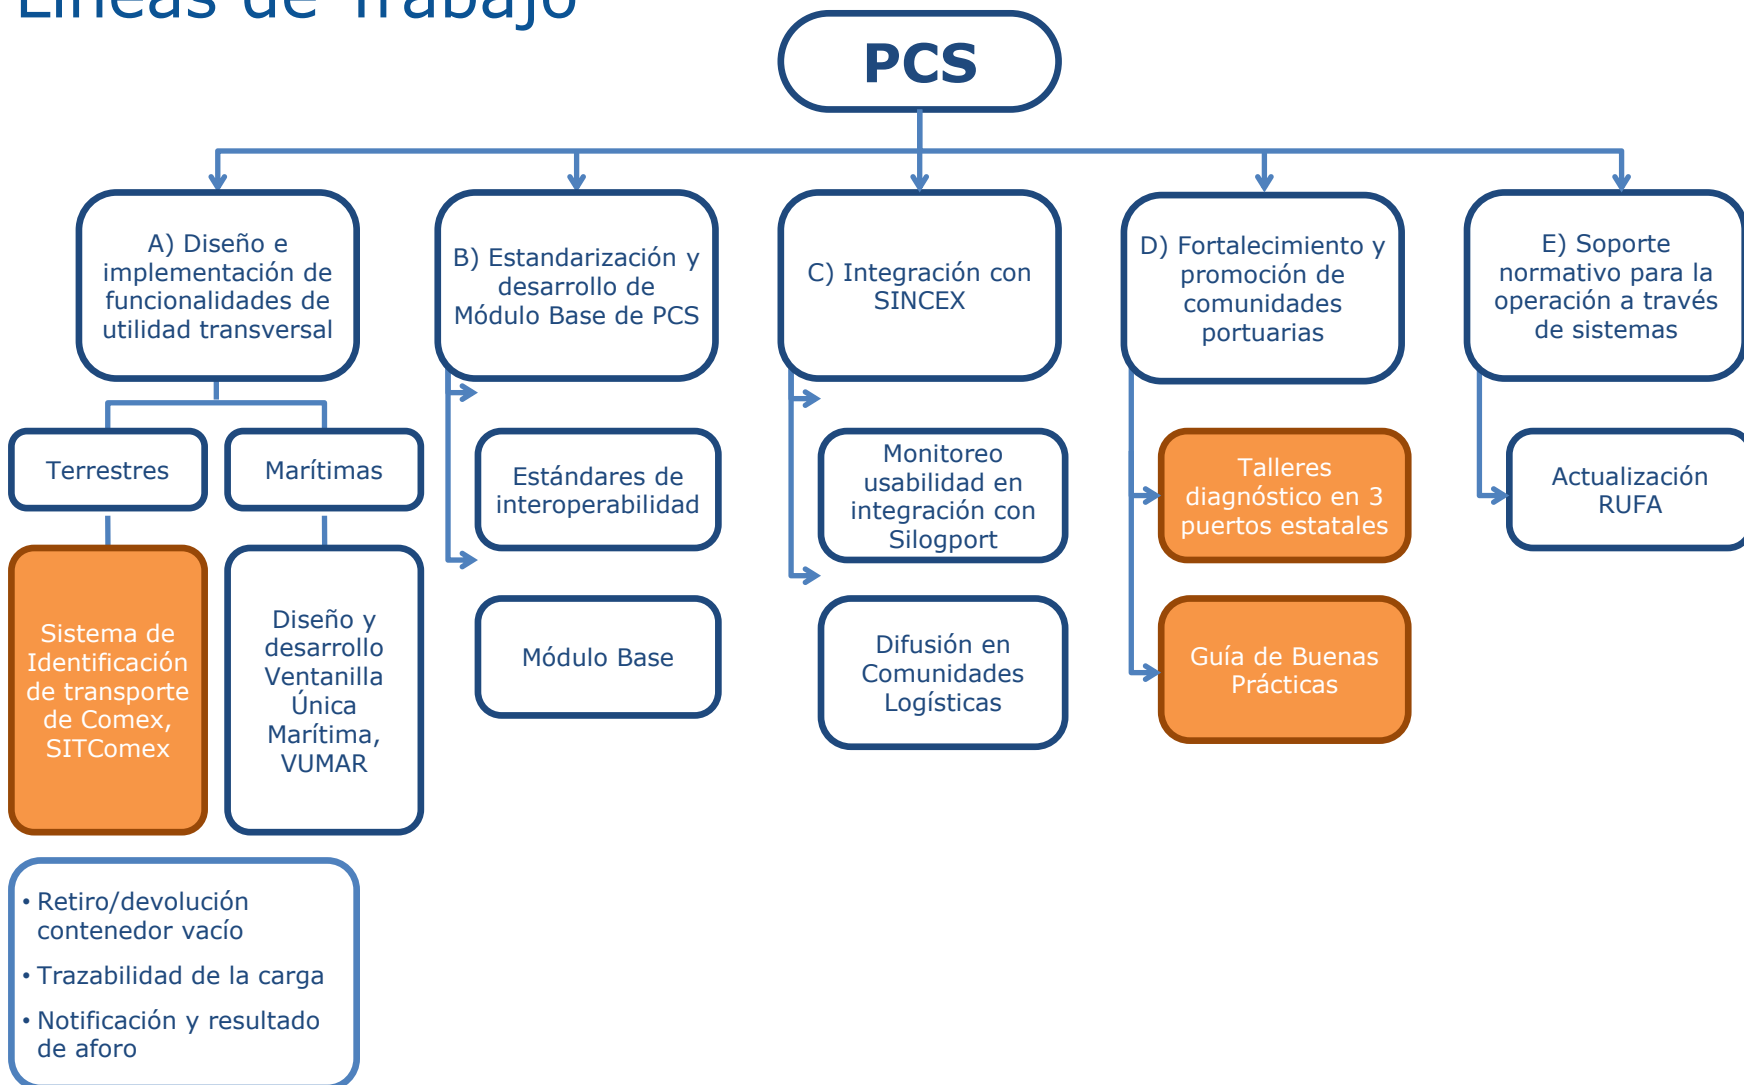 Líneas de Trabajo
PCS
A) Diseño e
implementación de
funcionalidades de
utilidad transversal
B) Estandarización y
desarrollo de
Módulo Base de PCS
C) Integración con
SINCEX
D) Fortalecimiento y
promoción de
comunidades
portuarias
E) Soporte
normativo para la
operación a través
de sistemas
Terrestres
Marítimas
Sistema de
Identificación
de transporte
de Comex,
SITComex
Diseño y
desarrollo
Ventanilla
Única
Marítima,
VUMAR
Estándares de
interoperabilidad
Módulo Base
Monitoreo
usabilidad en
integración con
Silogport
Difusión en
Comunidades
Logísticas
Talleres
diagnóstico en 3
puertos estatales
Guía de Buenas
Prácticas
Actualización
RUFA
• Retiro/devolución
contenedor vacío
• Trazabilidad de la carga
• Notificación y resultado
de aforo